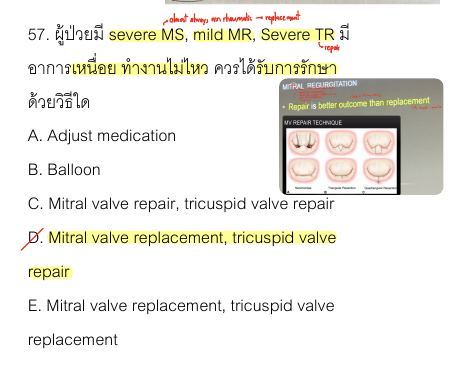 almost always, non rheumatic → replacement
57. ผู้ป่วยมี severe MS, mild MR, Severe TR มี
repair
อาการเหนื่อย ทำงานไม่ไหว ควรได้รับการรักษา
ด้วยวิธีใด
MITRAL REGURGITATION
• Repair is better outcome than replacement
MV REPAIR TECHNIQUE
A. Adjust medication
B. Balloon
C. Mitral valve repair, tricuspid valve repair
D. Mitral valve replacement, tricuspid valve
repair
E. Mitral valve replacement, tricuspid valve
replacement